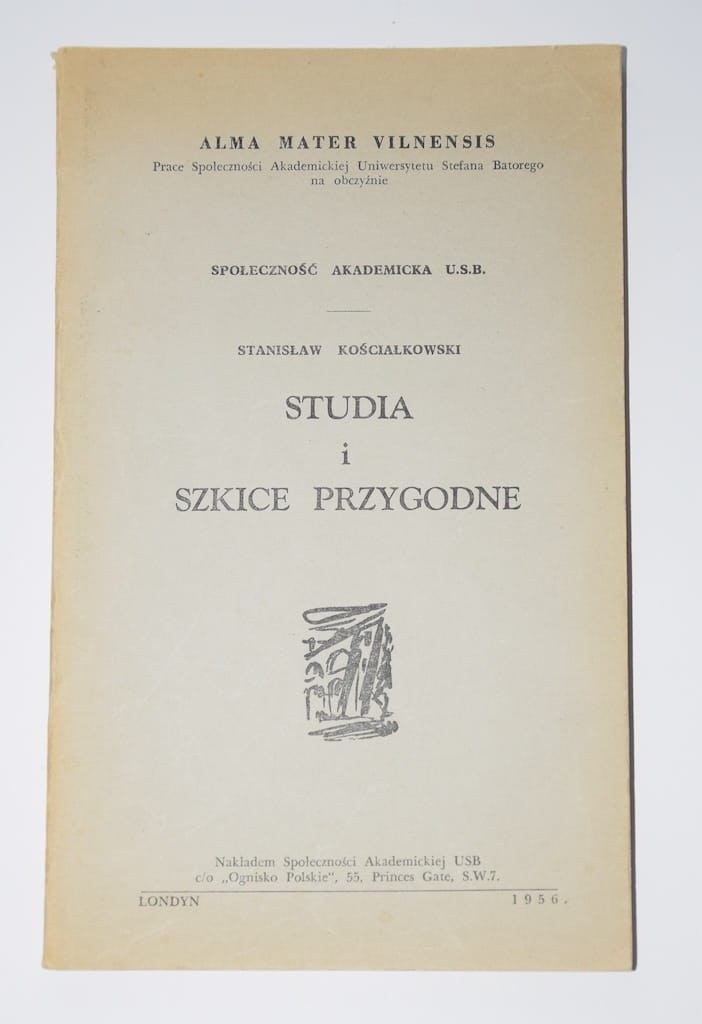 ALMA MATER VILNENSIS
Prace Społeczności Akademickiej Uniwersytetu Stefana Batorego
na obczyźnie
SPOŁECZNOŚĆ AKADEMICKA U.S.B.
STANISŁAW KOŚCIAŁKOWSKI
STUDIA
i
SZKICE PRZYGODNE
Nakładem Społeczności Akademickiej USB
c/o „Ognisko Polskie", 55, Princes Gate, S.W.7.
LONDYN 1956.